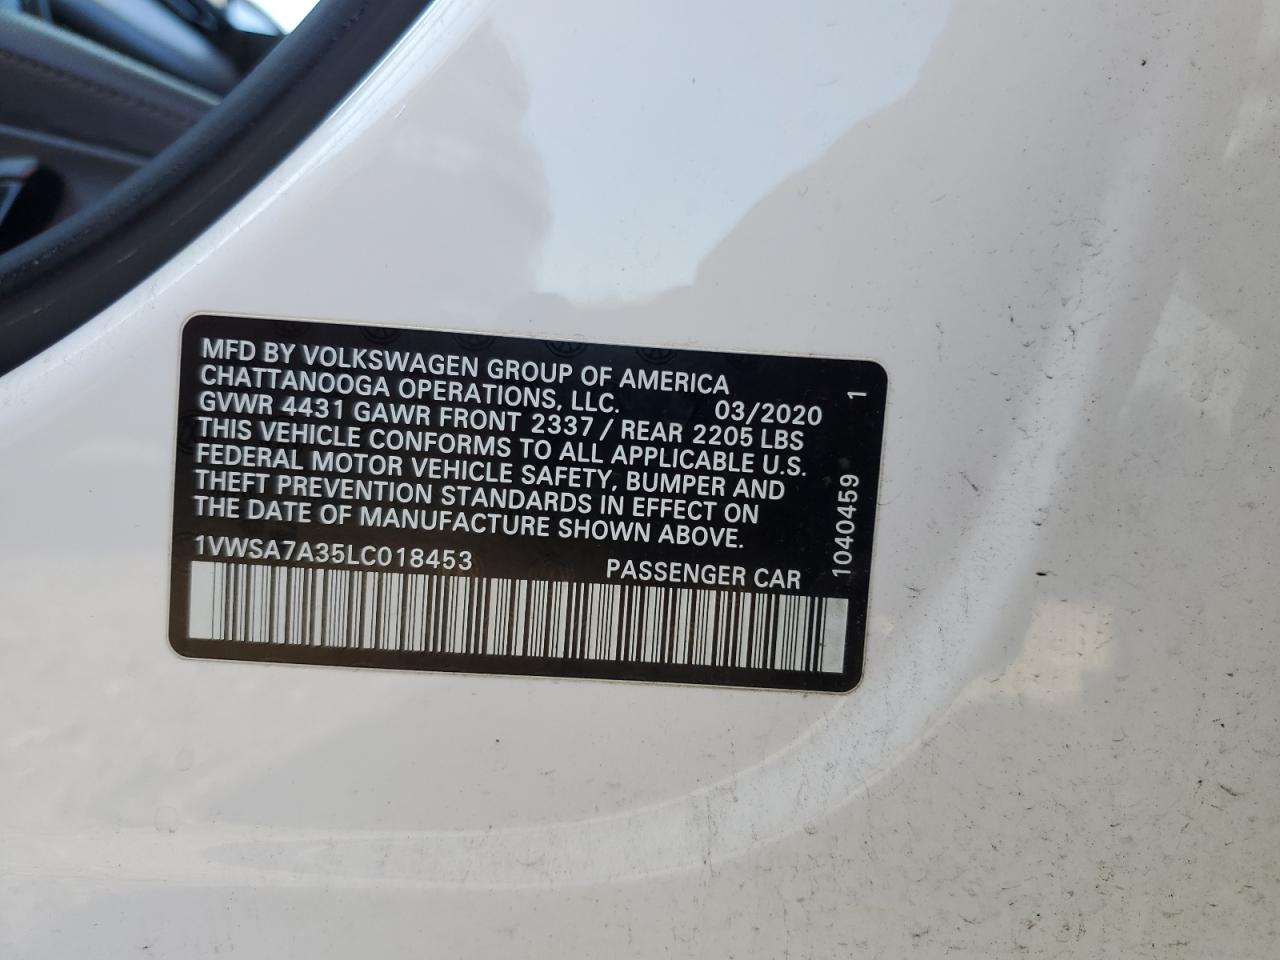 MFD BY VOLKSWAGEN GROUP OF AMERICA
CHATTANOOGA OPERATIONS, LLC. 03/2020
GVWR 4431 GAWR FRONT 2337 / REAR 2205 LBS
THIS VEHICLE CONFORMS TO ALL APPLICABLE U.S.
FEDERAL MOTOR VEHICLE SAFETY, BUMPER AND
THEFT PREVENTION STANDARDS IN EFFECT ON
THE DATE OF MANUFACTURE SHOWN ABOVE.
1VWSA7A35LC018453 PASSENGER CAR
1040459 1